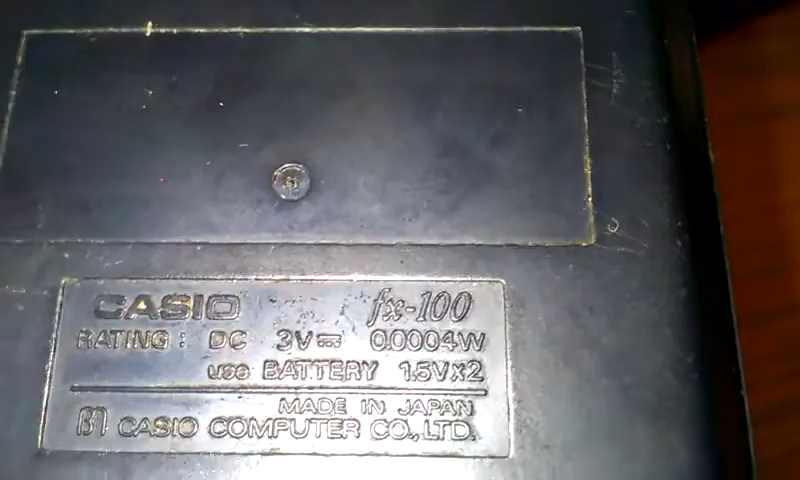 CASIO fx-100
RATING : DC 3V⎓ 0.0004W
use BATTERY 1.5V×2
MADE IN JAPAN
CASIO COMPUTER CO., LTD.